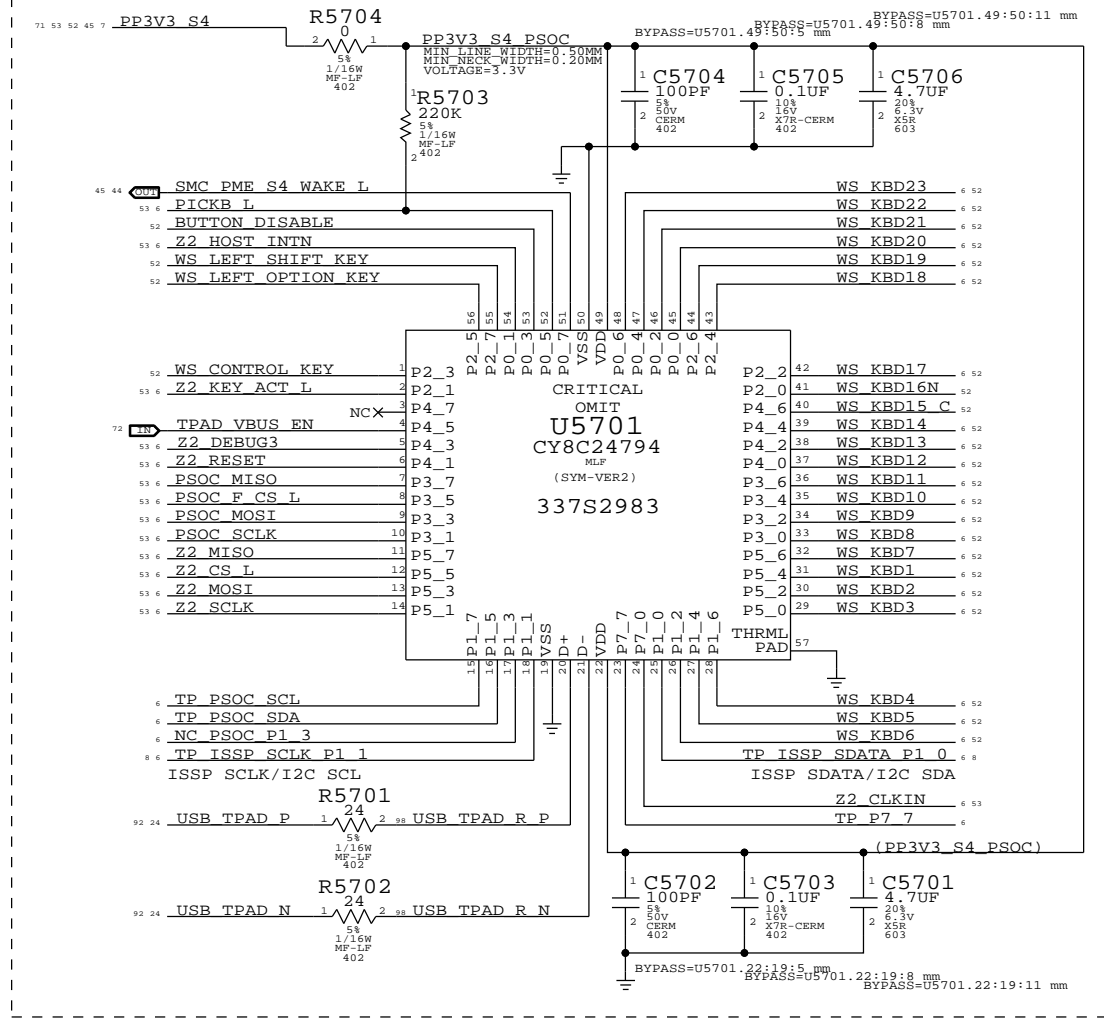 71 53 52 45 7 PP3V3_S4
R5704
0
2 1
5%
1/16W
MF-LF
402
PP3V3_S4_PSOC
MIN_LINE_WIDTH=0.50MM
MIN_NECK_WIDTH=0.20MM
VOLTAGE=3.3V
BYPASS=U5701.49:50:5 mm
BYPASS=U5701.49:50:8 mm
BYPASS=U5701.49:50:11 mm
1
R5703
220K
5%
1/16W
MF-LF
402
2
1 C5704
100PF
5%
50V
2 CERM
402
1 C5705
0.1UF
10%
16V
2 X7R-CERM
402
1 C5706
4.7UF
20%
6.3V
2 X5R
603
45 44 OUT SMC_PME_S4_WAKE_L
53 6 PICKB_L
52 BUTTON_DISABLE
53 6 Z2_HOST_INTN
52 WS_LEFT_SHIFT_KEY
52 WS_LEFT_OPTION_KEY
WS_KBD23 6 52
WS_KBD22 6 52
WS_KBD21 6 52
WS_KBD20 6 52
WS_KBD19 6 52
WS_KBD18 6 52
56 55 54 53 52 51 50 49 48 47 46 45 44 43
P2_5 P2_7 P0_1 P0_3 P0_5 P0_7 VSS VDD P0_6 P0_4 P0_2 P0_0 P2_6 P2_4
52 WS_CONTROL_KEY 1 P2_3
53 6 Z2_KEY_ACT_L 2 P2_1
NC 3 P4_7
72 IN TPAD_VBUS_EN 4 P4_5
53 6 Z2_DEBUG3 5 P4_3
53 6 Z2_RESET 6 P4_1
53 6 PSOC_MISO 7 P3_7
53 6 PSOC_F_CS_L 8 P3_5
53 6 PSOC_MOSI 9 P3_3
53 6 PSOC_SCLK 10 P3_1
53 6 Z2_MISO 11 P5_7
53 6 Z2_CS_L 12 P5_5
53 6 Z2_MOSI 13 P5_3
53 6 Z2_SCLK 14 P5_1
CRITICAL
OMIT
U5701
CY8C24794
MLF
(SYM-VER2)
337S2983
P2_2 42 WS_KBD17 6 52
P2_0 41 WS_KBD16N 52
P4_6 40 WS_KBD15_C 52
P4_4 39 WS_KBD14 6 52
P4_2 38 WS_KBD13 6 52
P4_0 37 WS_KBD12 6 52
P3_6 36 WS_KBD11 6 52
P3_4 35 WS_KBD10 6 52
P3_2 34 WS_KBD9 6 52
P3_0 33 WS_KBD8 6 52
P5_6 32 WS_KBD7 6 52
P5_4 31 WS_KBD1 6 52
P5_2 30 WS_KBD2 6 52
P5_0 29 WS_KBD3 6 52
THRML
PAD 57
P1_7 P1_5 P1_3 P1_1 VSS D+ D- VDD P7_7 P7_0 P1_0 P1_2 P1_4 P1_6
15 16 17 18 19 20 21 22 23 24 25 26 27 28
6 TP_PSOC_SCL
6 TP_PSOC_SDA
6 NC_PSOC_P1_3
8 6 TP_ISSP_SCLK_P1_1
ISSP SCLK/I2C SCL
WS_KBD4 6 52
WS_KBD5 6 52
WS_KBD6 6 52
TP_ISSP_SDATA_P1_0 6 8
ISSP SDATA/I2C SDA
Z2_CLKIN 6 53
TP_P7_7 6
R5701
24
92 24 USB_TPAD_P 1 2 98 USB_TPAD_R_P
5%
1/16W
MF-LF
402
R5702
24
92 24 USB_TPAD_N 1 2 98 USB_TPAD_R_N
5%
1/16W
MF-LF
402
(PP3V3_S4_PSOC)
1 C5702
100PF
5%
50V
2 CERM
402
1 C5703
0.1UF
10%
16V
2 X7R-CERM
402
1 C5701
4.7UF
20%
6.3V
2 X5R
603
BYPASS=U5701.22:19:5 mm
BYPASS=U5701.22:19:8 mm
BYPASS=U5701.22:19:11 mm